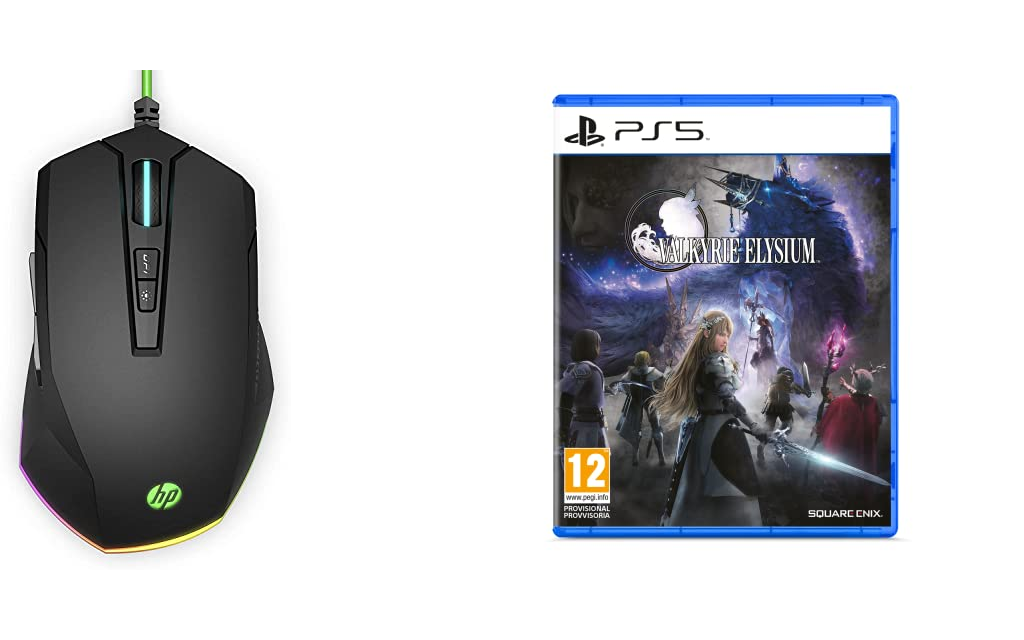 hp
PS5
VALKYRIE ELYSIUM
12
www.pegi.info
PROVISIONAL
PROVVISORIA
SQUARE ENIX